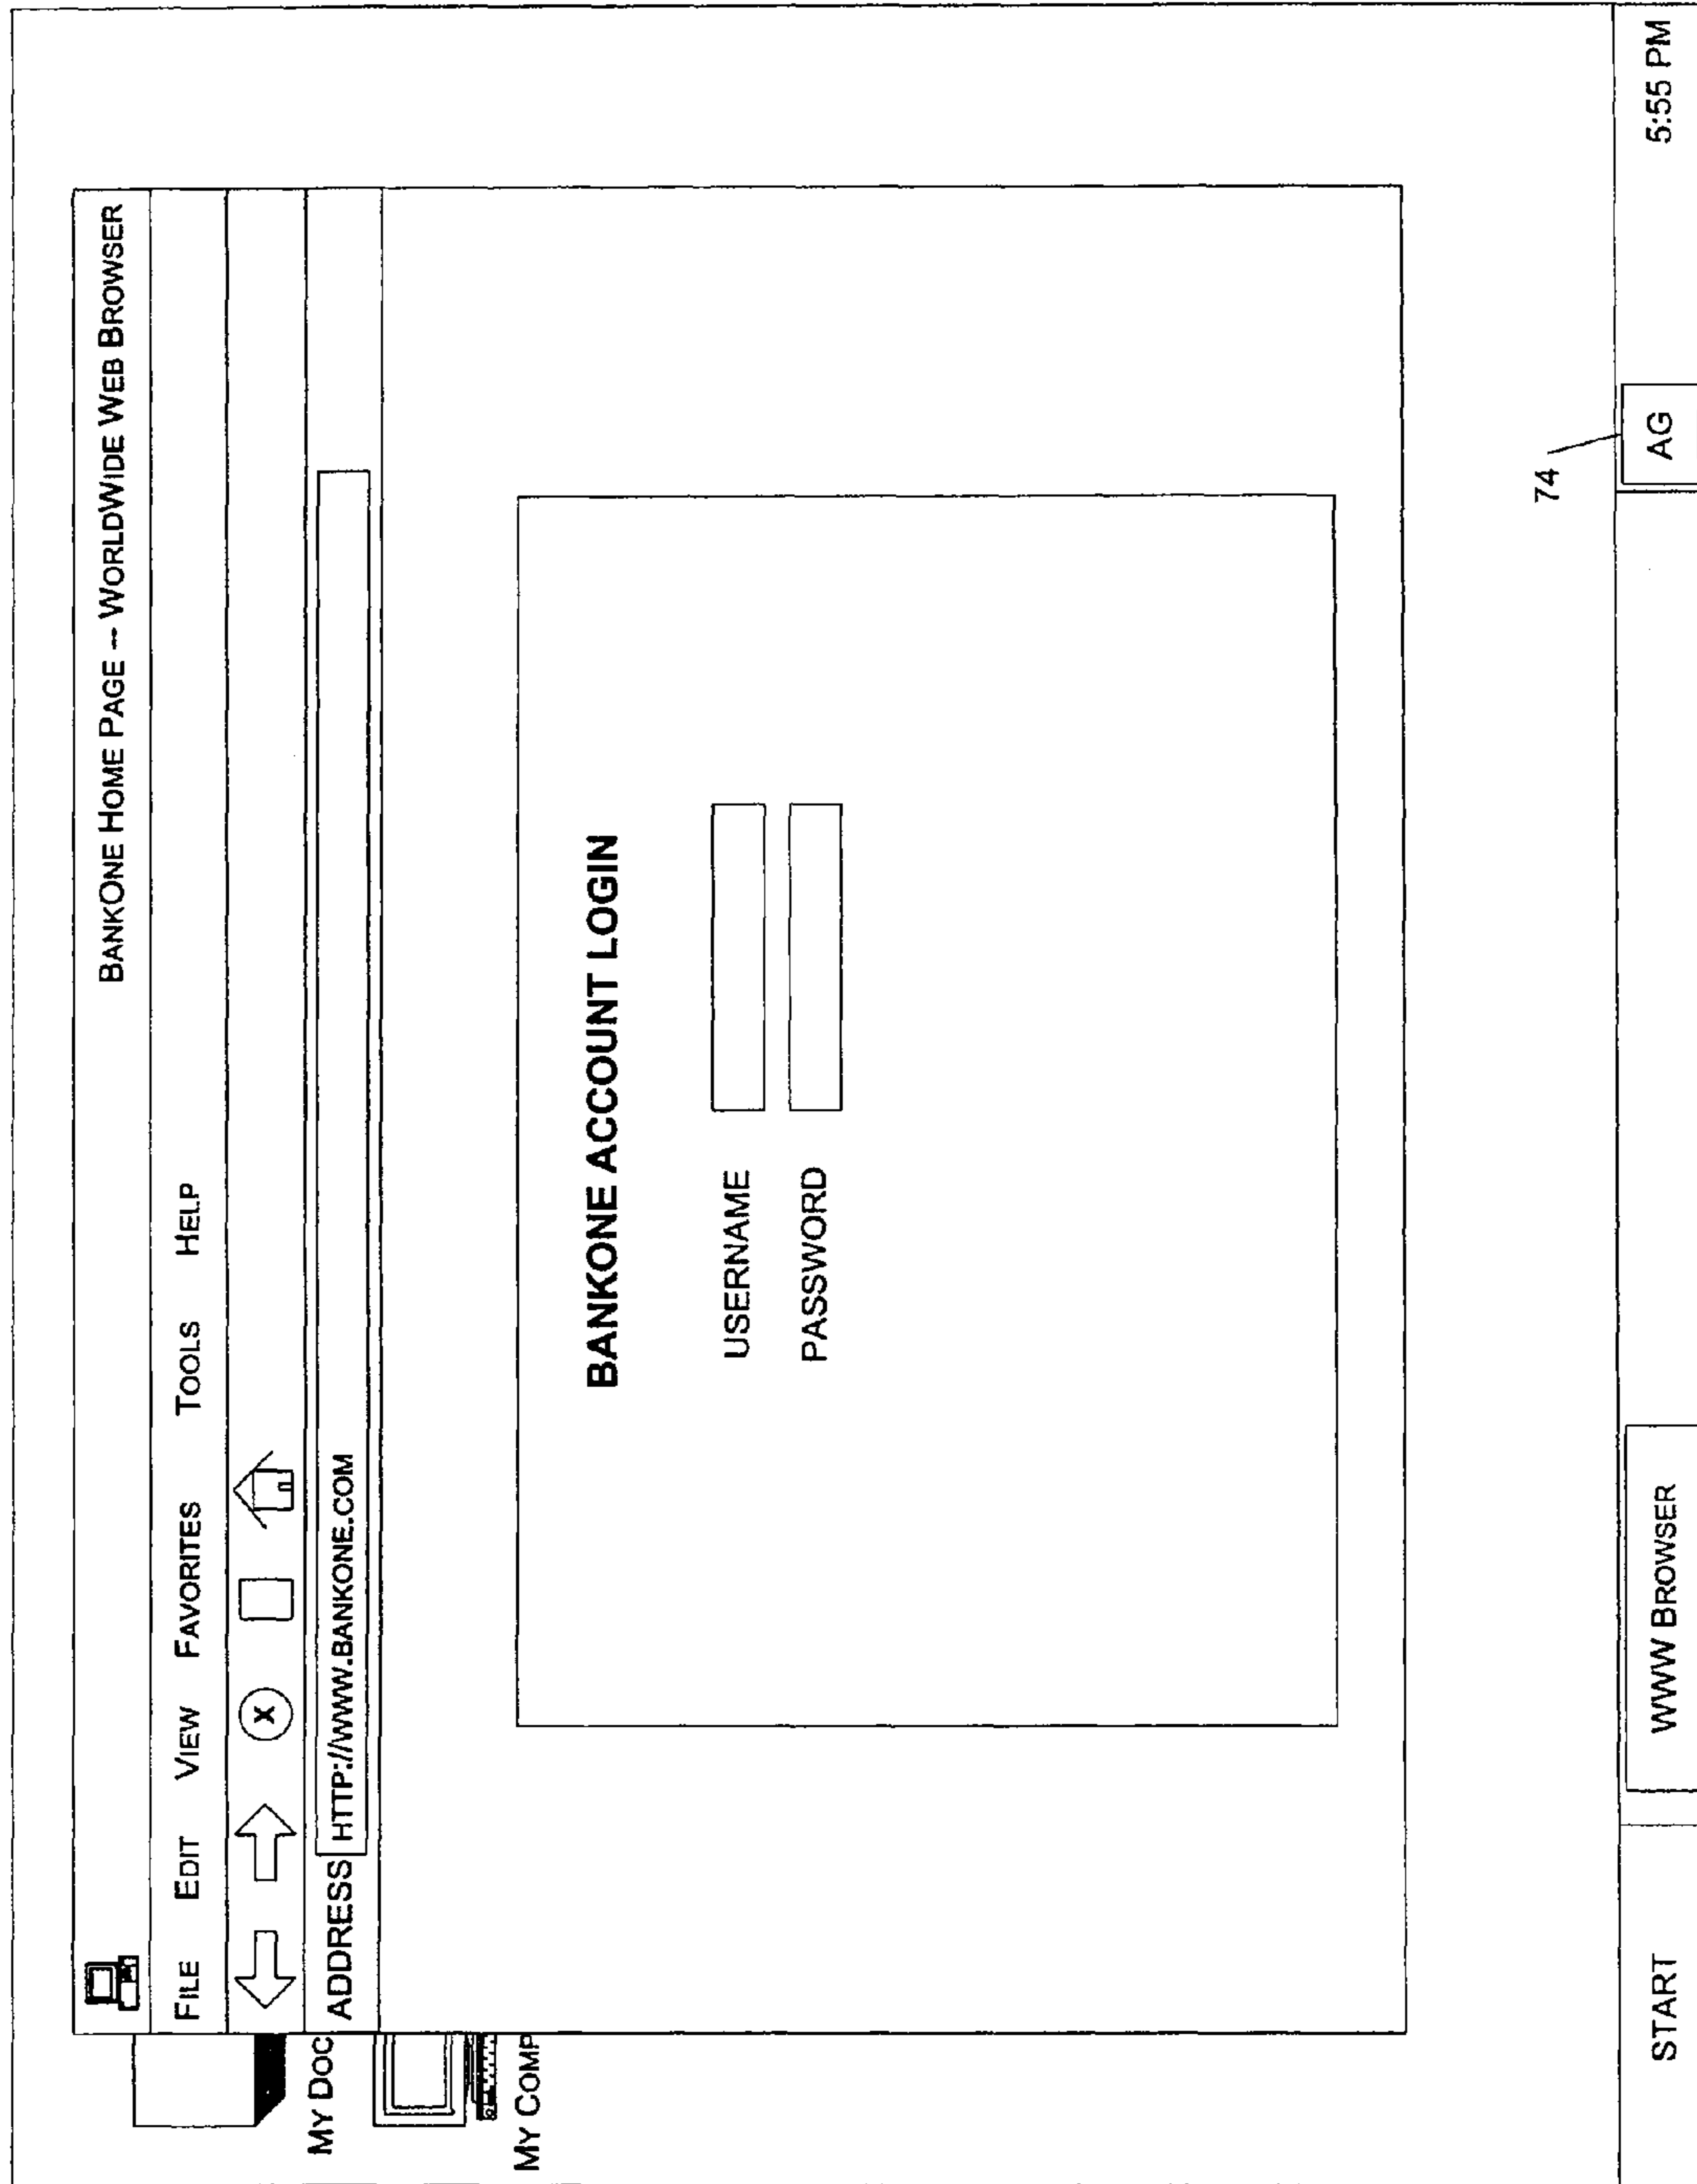 BANKONE HOME PAGE -- WORLDWIDE WEB BROWSER
FILE EDIT VIEW FAVORITES TOOLS HELP
X
ADDRESS HTTP://WWW.BANKONE.COM
MY DOC
MY COMP
BANKONE ACCOUNT LOGIN
USERNAME
PASSWORD
74
START WWW BROWSER AG 5:55 PM